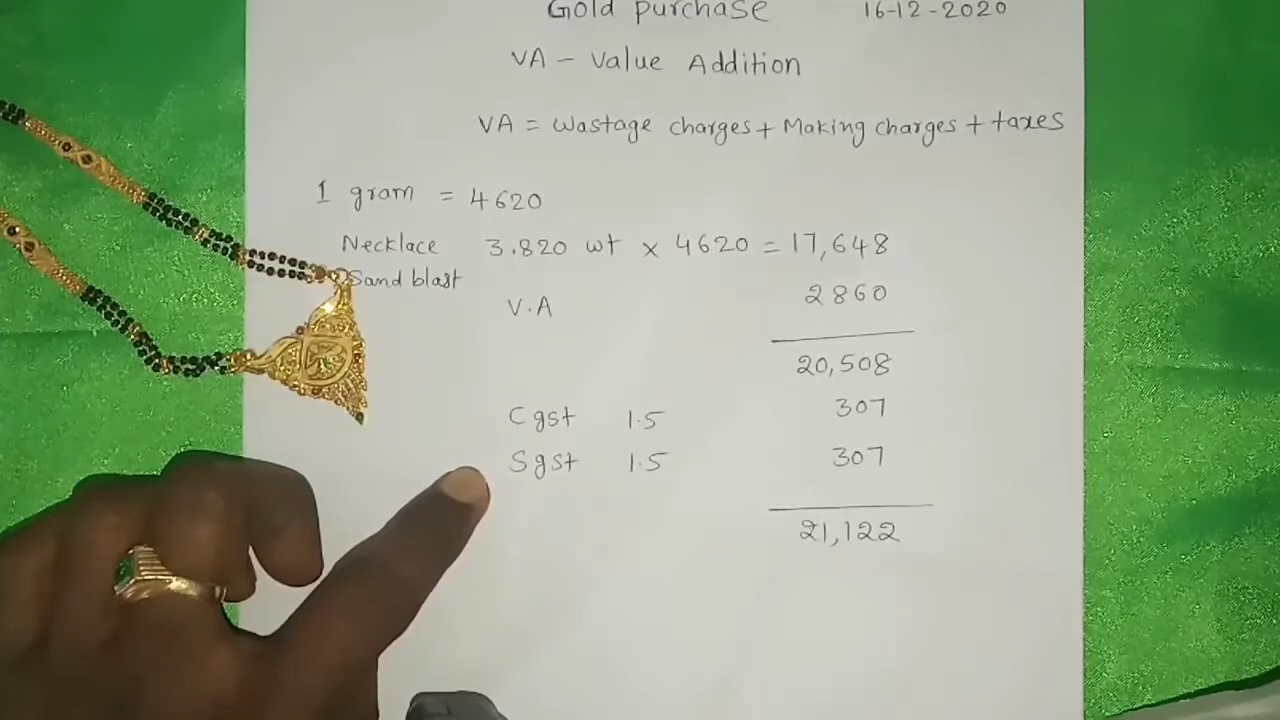 Gold purchase 16-12-2020
VA - Value Addition
VA = Wastage charges + Making charges + taxes
1 gram = 4620
Necklace 3.820 wt x 4620 = 17,648
Sand blast
V.A 2860
20,508
Cgst 1.5 307
Sgst 1.5 307
21,122